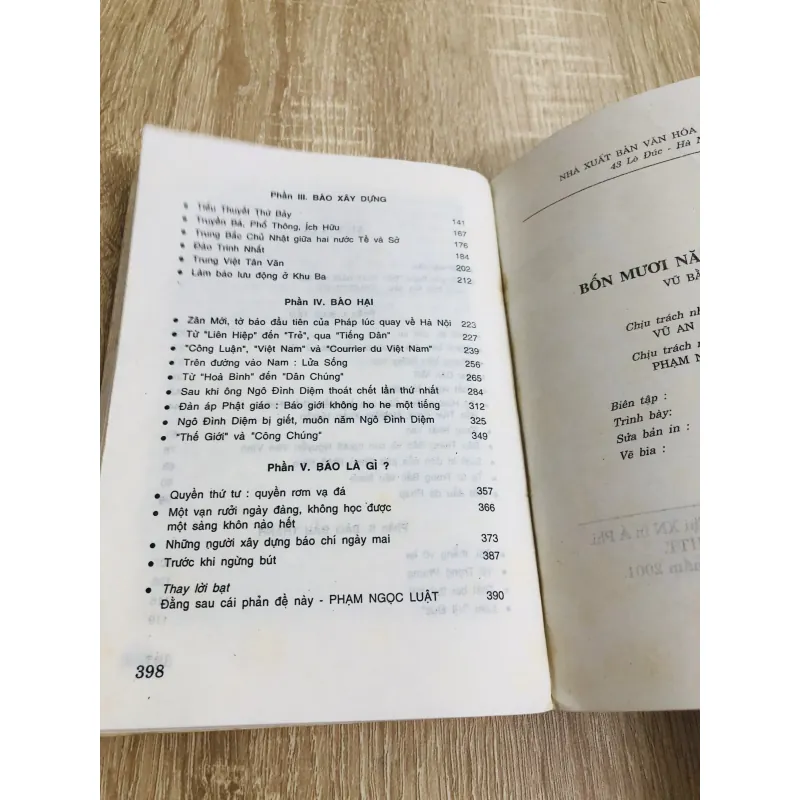 Phần III. BÁO XÂY DỰNG
• Tiểu Thuyết Thứ Bảy 141
• Truyền Bá, Phổ Thông, Ích Hữu 167
• Trung Bắc Chủ Nhật giữa hai nước Tề và Sở 176
• Đào Trinh Nhất 184
• Trung Việt Tân Văn 202
• Làm báo lưu động ở Khu Ba 212
Phần IV. BÁO HẠI
• Zân Mới, tờ báo đầu tiên của Pháp lúc quay về Hà Nội 223
• Từ "Liên Hiệp" đến "Trẻ", qua "Tiếng Dân" 227
• "Công Luận", "Việt Nam" và "Courrier du Việt Nam" 239
• Trên đường vào Nam : Lửa Sống 256
• Từ "Hoà Bình" đến "Dân Chúng" 265
• Sau khi ông Ngô Đình Diệm thoát chết lần thứ nhất 284
• Đàn áp Phật giáo : Báo giới không ho he một tiếng 312
• Ngô Đình Diệm bị giết, muôn năm Ngô Đình Diệm 325
• "Thế Giới" và "Công Chúng" 349
Phần V. BÁO LÀ GÌ ?
• Quyền thứ tư : quyền rơm vạ đá 357
• Một vạn rưởi ngày đàng, không học được 366
một sàng khôn nào hết
• Những người xây dựng báo chí ngày mai 373
• Trước khi ngừng bút 387
• Thay lời bạt
Đằng sau cái phản đề này - PHẠM NGỌC LUẬT 390
398
NHÀ XUẤT BẢN VĂN HÓA
43 Lò Đúc - Hà
BỐN MƯƠI
VŨ
Chịu trách
VŨ AN
Chịu trách
PHẠM
Biên tập :
Trình bày:
Sửa bản in :
Vẽ bìa :